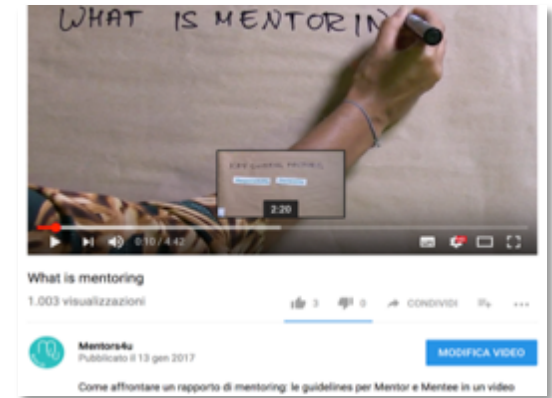 WHAT IS MENTORIN
2:20
0:10 / 4:42
What is mentoring
1.003 visualizzazioni
3
0
CONDIVIDI
Mentors4u
Pubblicato il 13 gen 2017
MODIFICA VIDEO
Come affrontare un rapporto di mentoring: le guidelines per Mentor e Mentee in un video